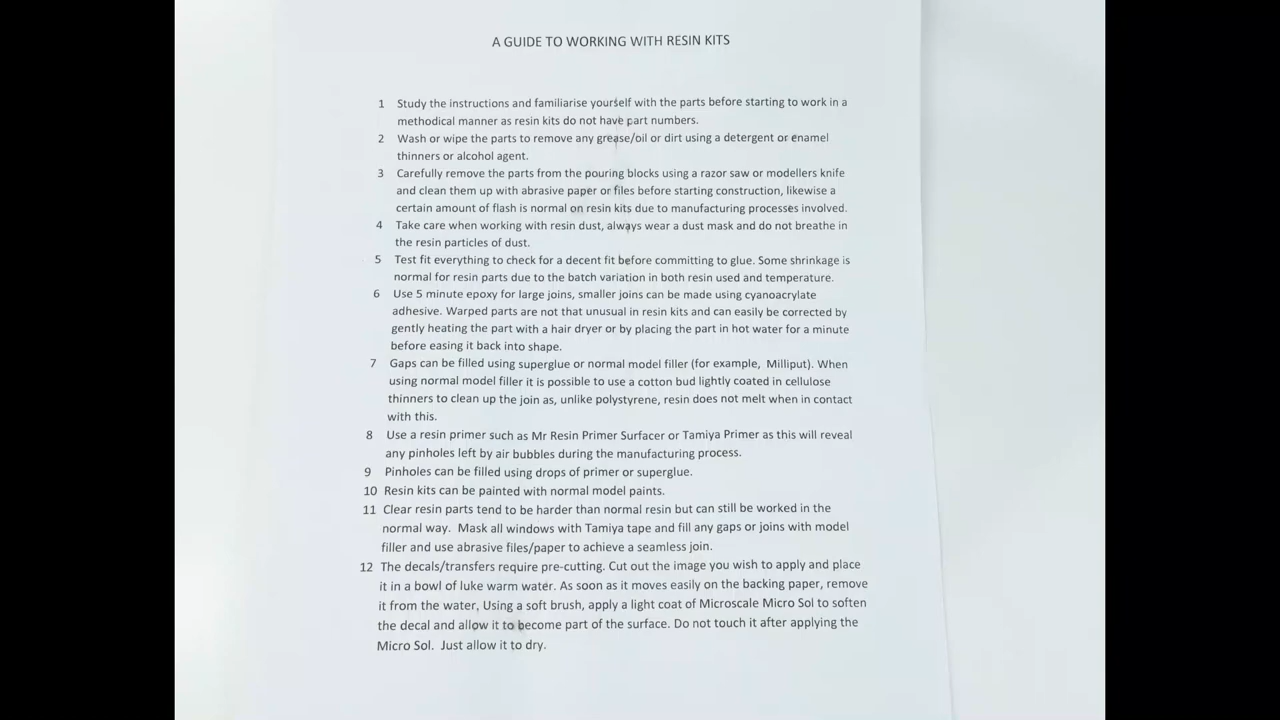 A GUIDE TO WORKING WITH RESIN KITS
1 Study the instructions and familiarise yourself with the parts before starting to work in a
methodical manner as resin kits do not have part numbers.
2 Wash or wipe the parts to remove any grease/oil or dirt using a detergent or enamel
thinners or alcohol agent.
3 Carefully remove the parts from the pouring blocks using a razor saw or modellers knife
and clean them up with abrasive paper or files before starting construction, likewise a
certain amount of flash is normal on resin kits due to manufacturing processes involved.
4 Take care when working with resin dust, always wear a dust mask and do not breathe in
the resin particles of dust.
5 Test fit everything to check for a decent fit before committing to glue. Some shrinkage is
normal for resin parts due to the batch variation in both resin used and temperature.
6 Use 5 minute epoxy for large joins, smaller joins can be made using cyanoacrylate
adhesive. Warped parts are not that unusual in resin kits and can easily be corrected by
gently heating the part with a hair dryer or by placing the part in hot water for a minute
before easing it back into shape.
7 Gaps can be filled using superglue or normal model filler (for example, Milliput). When
using normal model filler it is possible to use a cotton bud lightly coated in cellulose
thinners to clean up the join as, unlike polystyrene, resin does not melt when in contact
with this.
8 Use a resin primer such as Mr Resin Primer Surfacer or Tamiya Primer as this will reveal
any pinholes left by air bubbles during the manufacturing process.
9 Pinholes can be filled using drops of primer or superglue.
10 Resin kits can be painted with normal model paints.
11 Clear resin parts tend to be harder than normal resin but can still be worked in the
normal way. Mask all windows with Tamiya tape and fill any gaps or joins with model
filler and use abrasive files/paper to achieve a seamless join.
12 The decals/transfers require pre-cutting. Cut out the image you wish to apply and place
it in a bowl of luke warm water. As soon as it moves easily on the backing paper, remove
it from the water, Using a soft brush, apply a light coat of Microscale Micro Sol to soften
the decal and allow it to become part of the surface. Do not touch it after applying the
Micro Sol. Just allow it to dry.